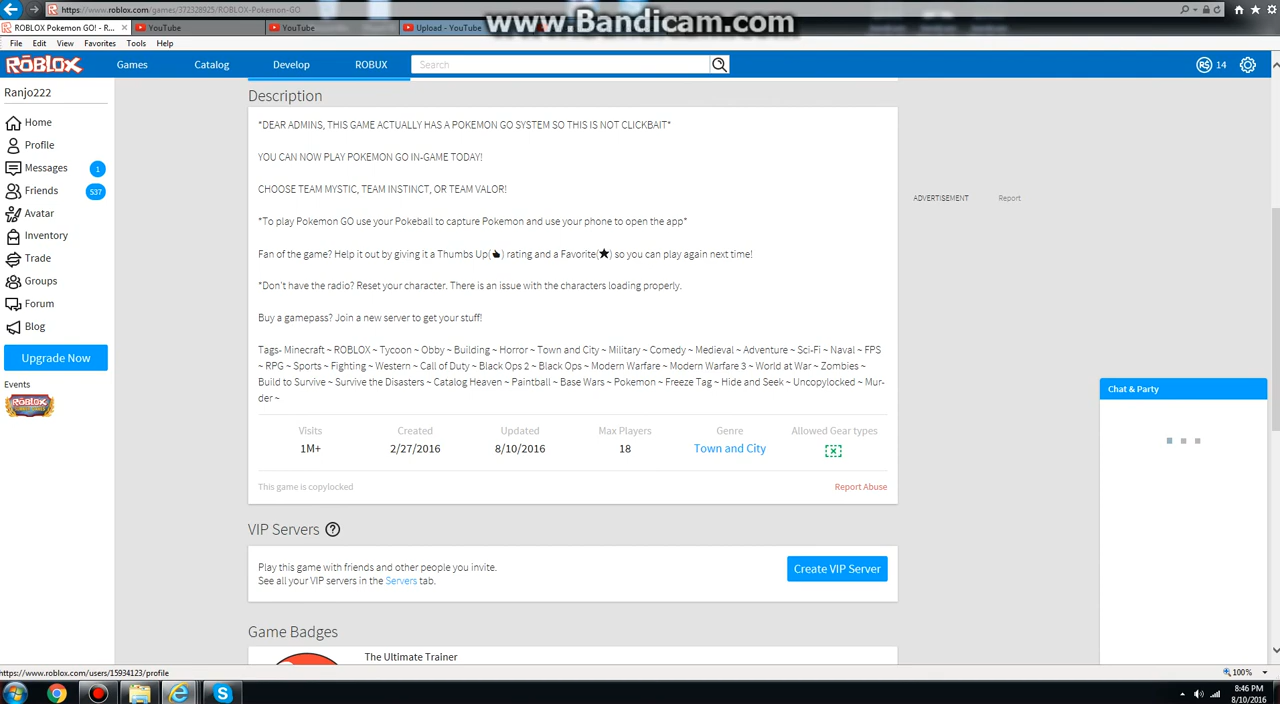 www.Bandicam.com
https://www.roblox.com/games/372328925/ROBLOX-Pokemon-GO
ROBLOX Pokemon GO! - R...
YouTube
YouTube
Upload - YouTube
File Edit View Favorites Tools Help
ROBLOX Games Catalog Develop ROBUX Search R$ 14
Ranjo222
Home
Profile
Messages 1
Friends 537
Avatar
Inventory
Trade
Groups
Forum
Blog
Upgrade Now
Events
ROBLOX
Description
*DEAR ADMINS, THIS GAME ACTUALLY HAS A POKEMON GO SYSTEM SO THIS IS NOT CLICKBAIT*
YOU CAN NOW PLAY POKEMON GO IN-GAME TODAY!
CHOOSE TEAM MYSTIC, TEAM INSTINCT, OR TEAM VALOR!
*To play Pokemon GO use your Pokeball to capture Pokemon and use your phone to open the app*
Fan of the game? Help it out by giving it a Thumbs Up(👍) rating and a Favorite(★) so you can play again next time!
*Don't have the radio? Reset your character. There is an issue with the characters loading properly.
Buy a gamepass? Join a new server to get your stuff!
Tags- Minecraft ~ ROBLOX ~ Tycoon ~ Obby ~ Building ~ Horror ~ Town and City ~ Military ~ Comedy ~ Medieval ~ Adventure ~ Sci-Fi ~ Naval ~ FPS
~ RPG ~ Sports ~ Fighting ~ Western ~ Call of Duty ~ Black Ops 2 ~ Black Ops ~ Modern Warfare ~ Modern Warfare 3 ~ World at War ~ Zombies ~
Build to Survive ~ Survive the Disasters ~ Catalog Heaven ~ Paintball ~ Base Wars ~ Pokemon ~ Freeze Tag ~ Hide and Seek ~ Uncopylocked ~ Mur-
der ~
Visits Created Updated Max Players Genre Allowed Gear types
1M+ 2/27/2016 8/10/2016 18 Town and City
This game is copylocked Report Abuse
VIP Servers ?
Play this game with friends and other people you invite.
See all your VIP servers in the Servers tab.
Create VIP Server
Game Badges
The Ultimate Trainer
ADVERTISEMENT Report
Chat & Party
https://www.roblox.com/users/15934123/profile
100%
8:46 PM
8/10/2016